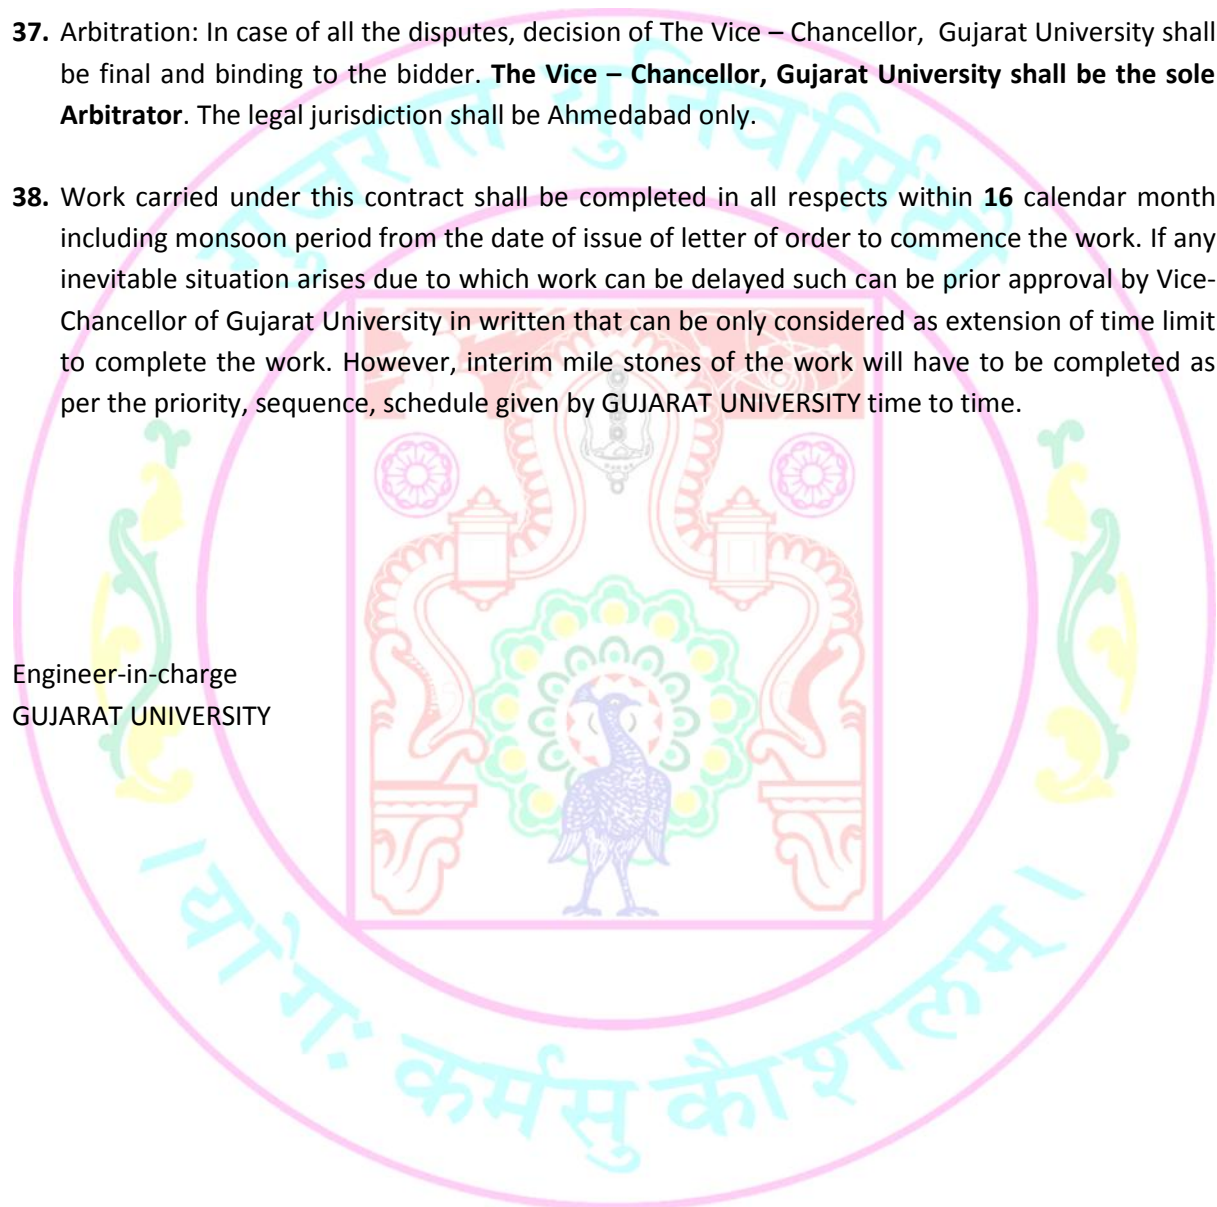 37. Arbitration: In case of all the disputes, decision of The Vice – Chancellor, Gujarat University shall
be final and binding to the bidder. The Vice – Chancellor, Gujarat University shall be the sole
Arbitrator. The legal jurisdiction shall be Ahmedabad only.
38. Work carried under this contract shall be completed in all respects within 16 calendar month
including monsoon period from the date of issue of letter of order to commence the work. If any
inevitable situation arises due to which work can be delayed such can be prior approval by Vice-
Chancellor of Gujarat University in written that can be only considered as extension of time limit
to complete the work. However, interim mile stones of the work will have to be completed as
per the priority, sequence, schedule given by GUJARAT UNIVERSITY time to time.
Engineer-in-charge
GUJARAT UNIVERSITY
गुजरात युनिवर्सिटी
। योगः कर्मसु कौशलम् ।